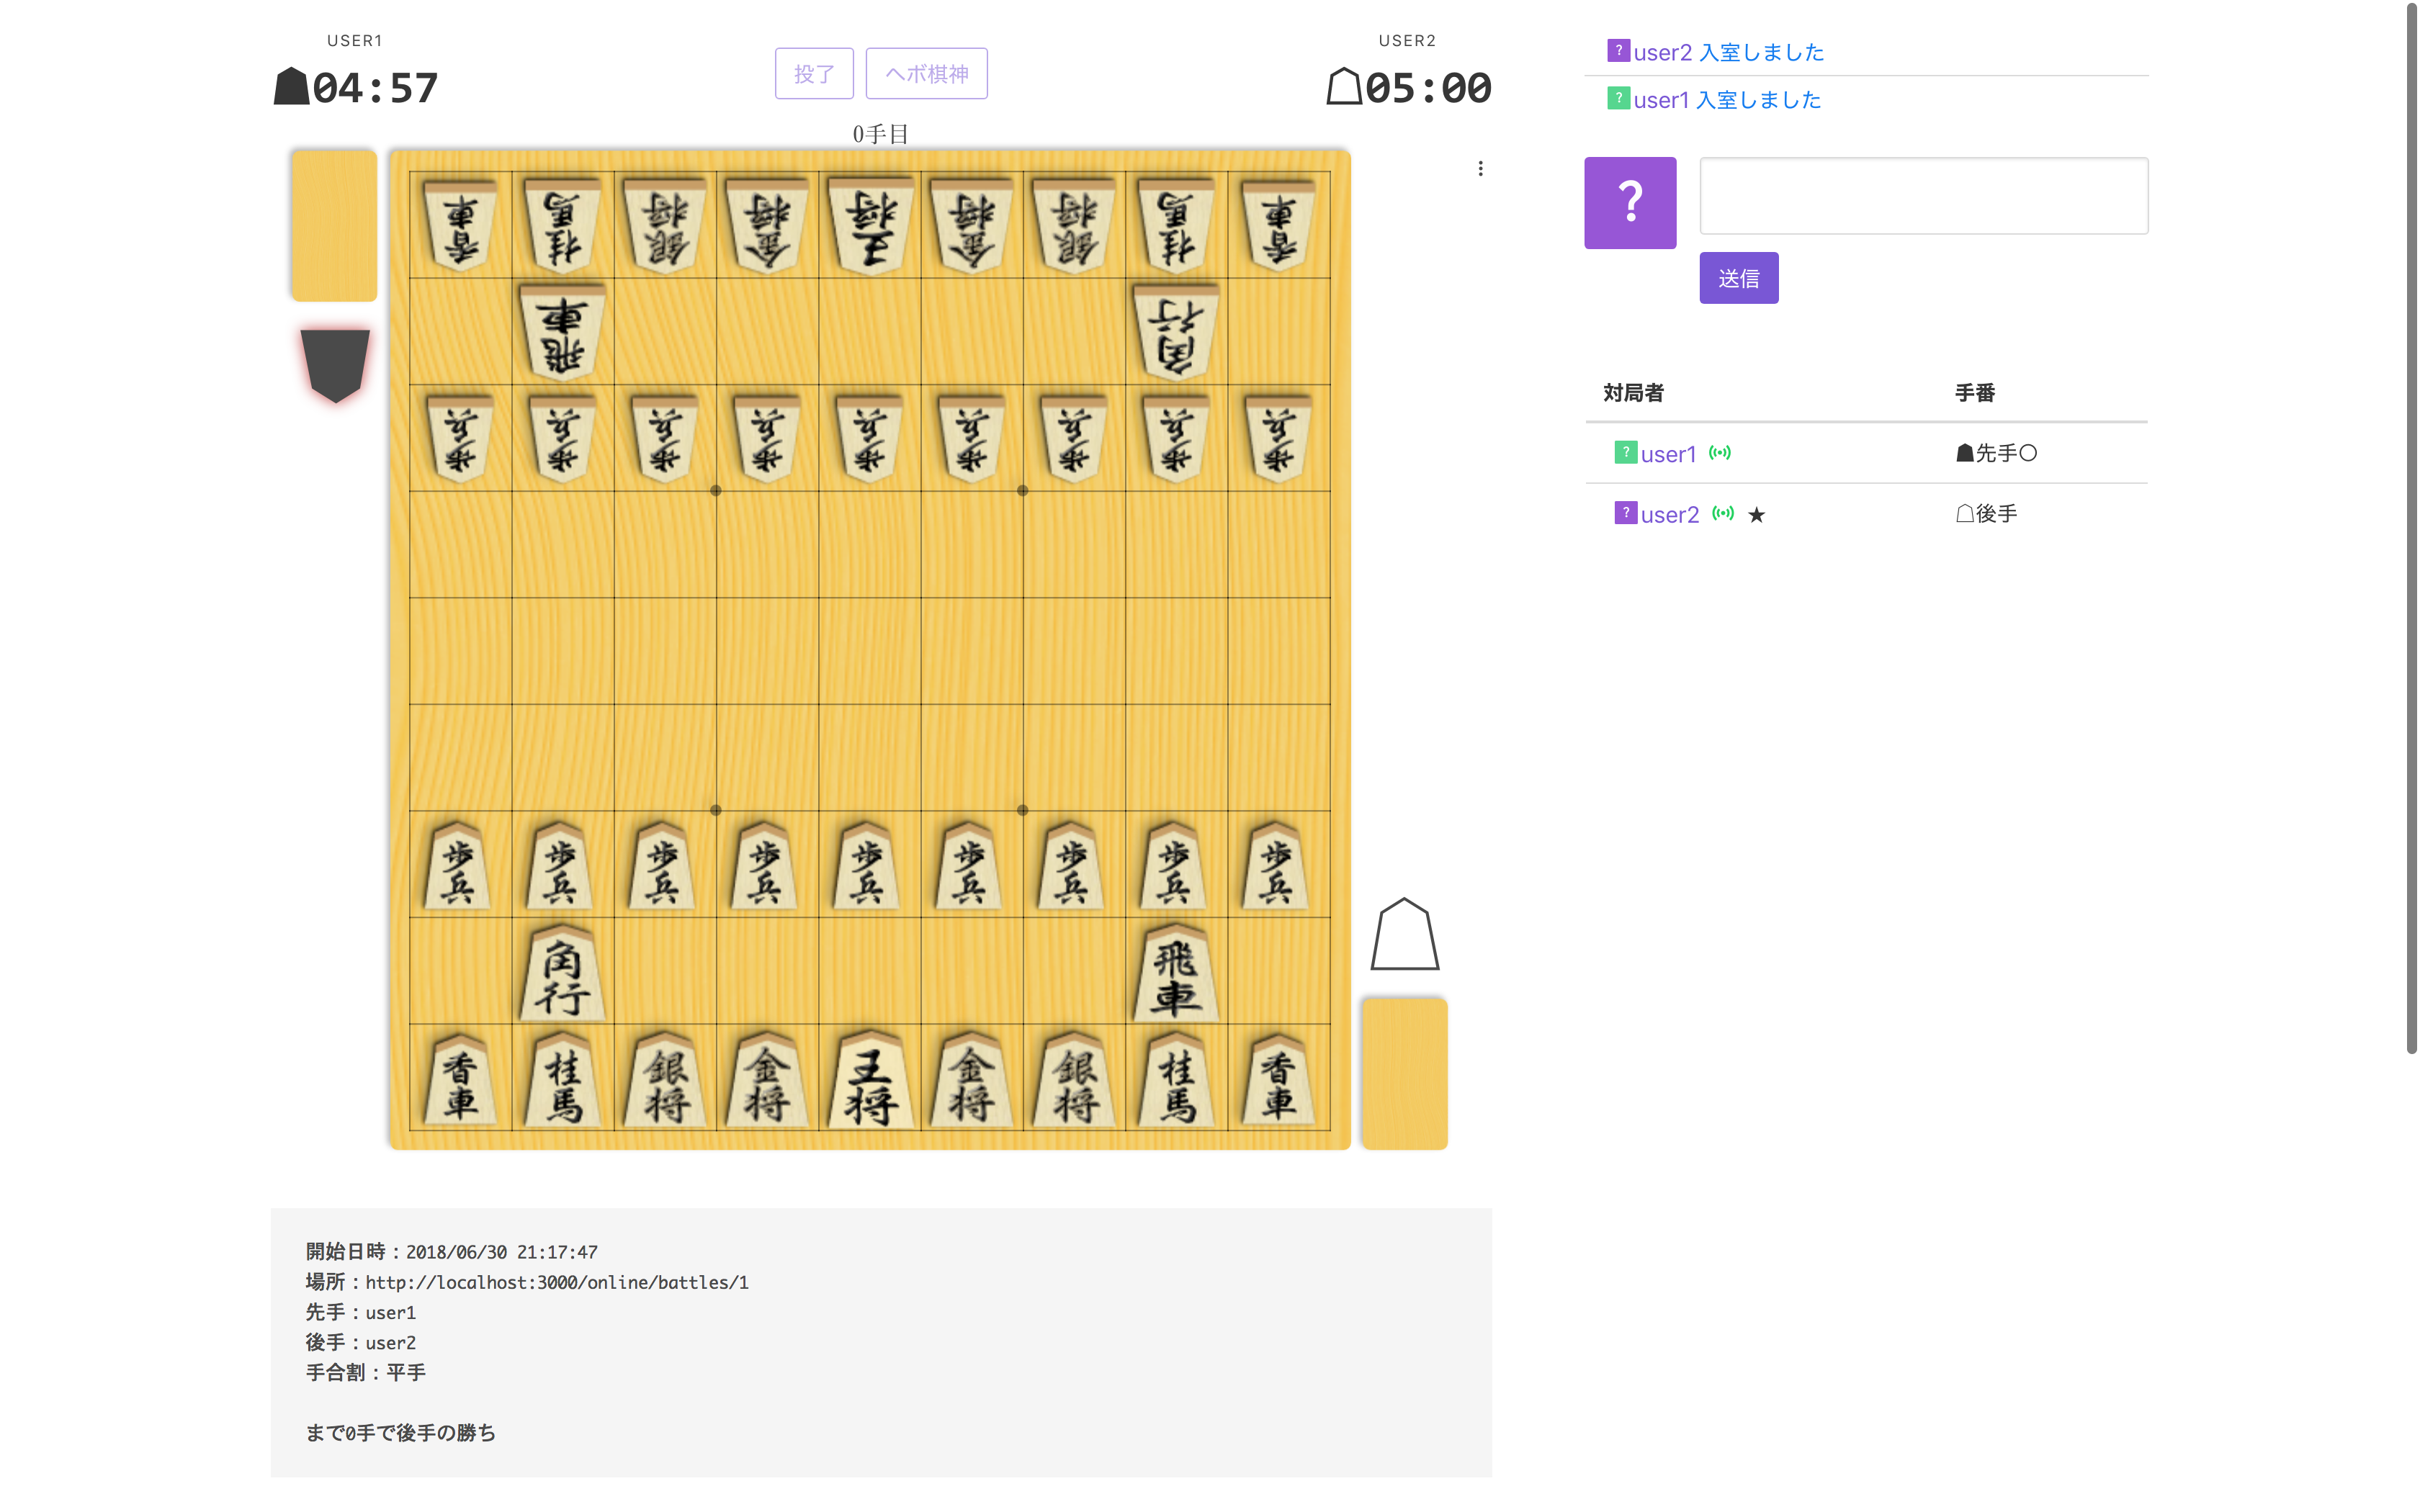 USER1
04:57
投了
ヘボ棋神
USER2
05:00
0手目
香車 桂馬 銀将 金将 王将 金将 銀将 桂馬 香車
飛車 角行
歩兵 歩兵 歩兵 歩兵 歩兵 歩兵 歩兵 歩兵 歩兵
歩兵 歩兵 歩兵 歩兵 歩兵 歩兵 歩兵 歩兵 歩兵
角行 飛車
香車 桂馬 銀将 金将 王将 金将 銀将 桂馬 香車
開始日時：2018/06/30 21:17:47
場所：http://localhost:3000/online/battles/1
先手：user1
後手：user2
手合割：平手
まで0手で後手の勝ち
? user2 入室しました
? user1 入室しました
?
送信
対局者 手番
? user1 ☗先手○
? user2 ★ ☖後手